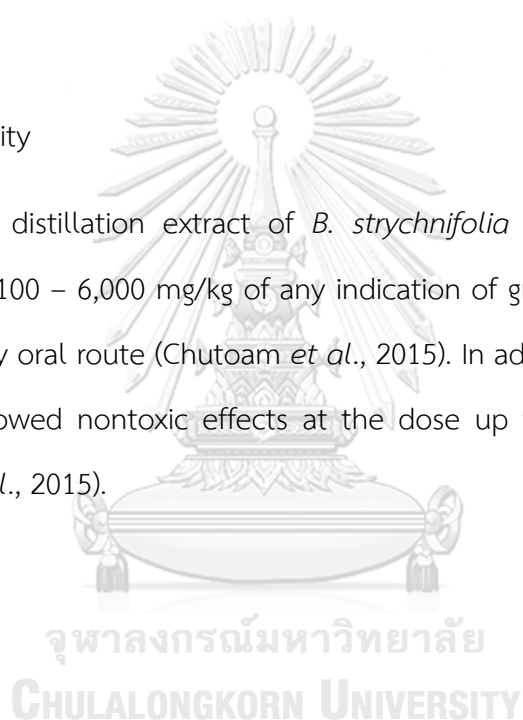 ity
distillation extract of B. strychnifolia
100 – 6,000 mg/kg of any indication of g
y oral route (Chutoam et al., 2015). In ad
owed nontoxic effects at the dose up
l., 2015).
จุฬาลงกรณ์มหาวิทยาลัย
CHULALONGKORN UNIVERSITY